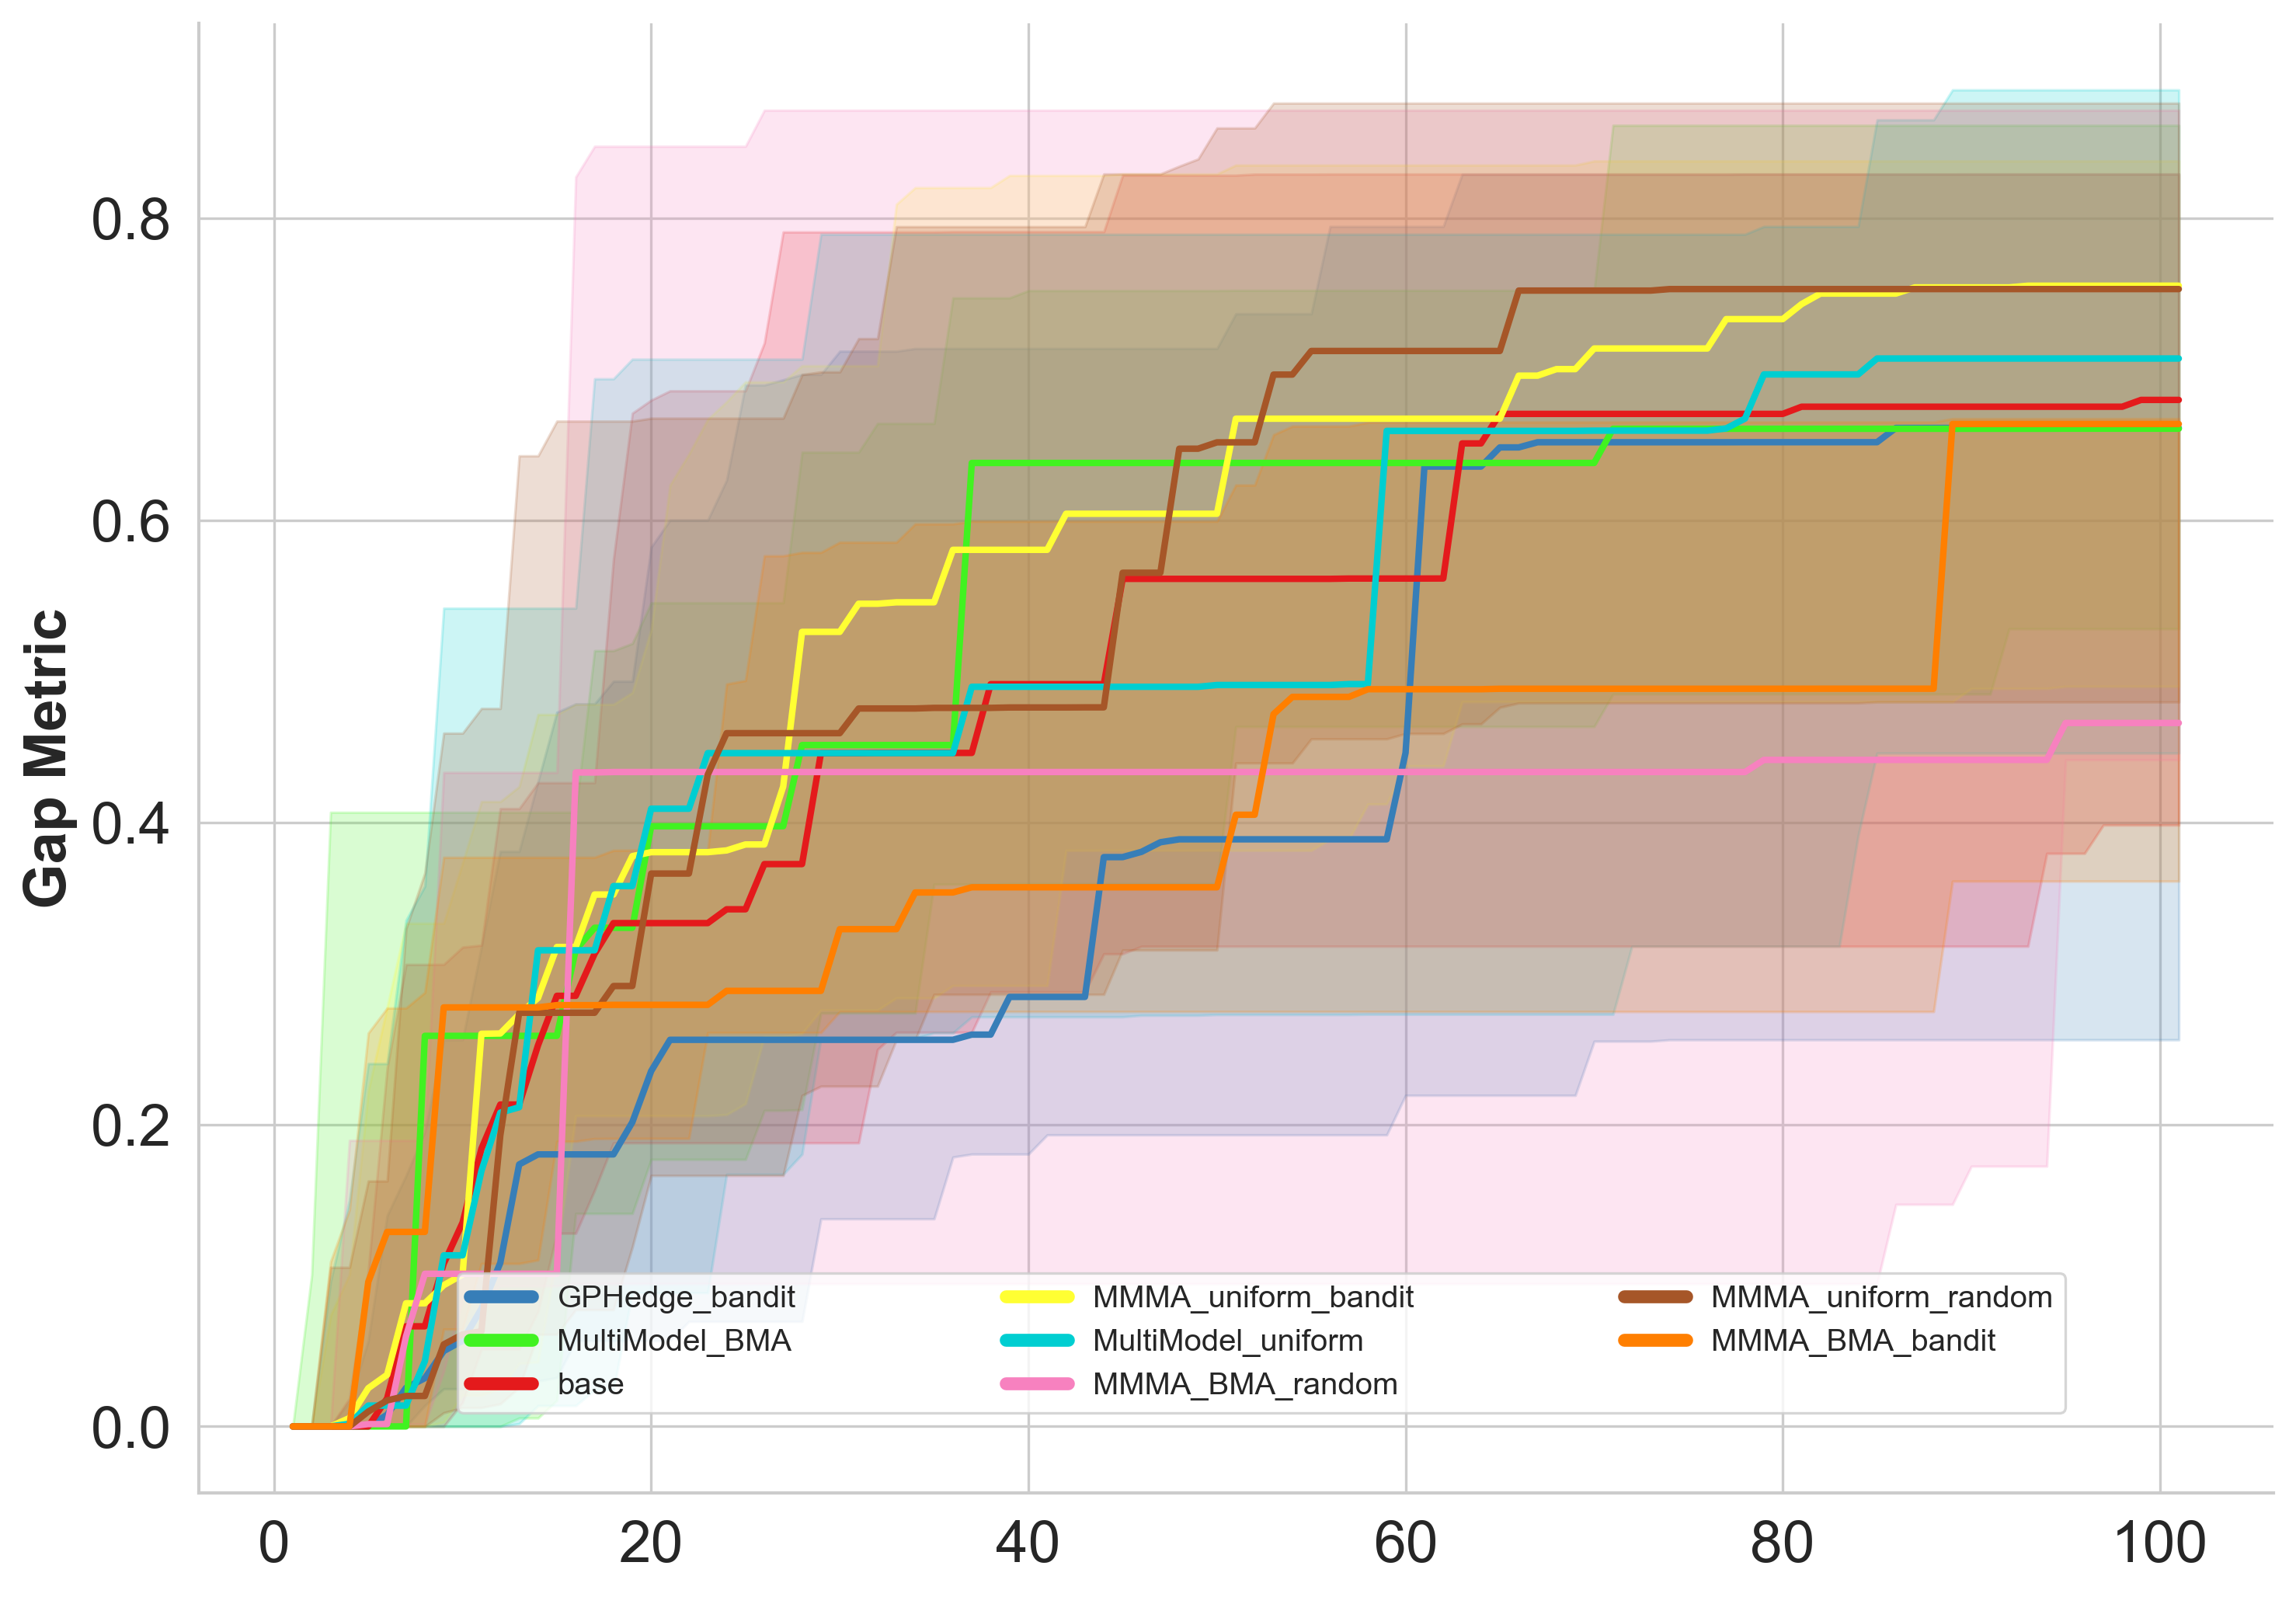 Gap Metric
0.8
0.6
0.4
0.2
0.0
0
20
40
60
80
100
GPHedge_bandit
MultiModel_BMA
base
MMMA_uniform_bandit
MultiModel_uniform
MMMA_BMA_random
MMMA_uniform_random
MMMA_BMA_bandit